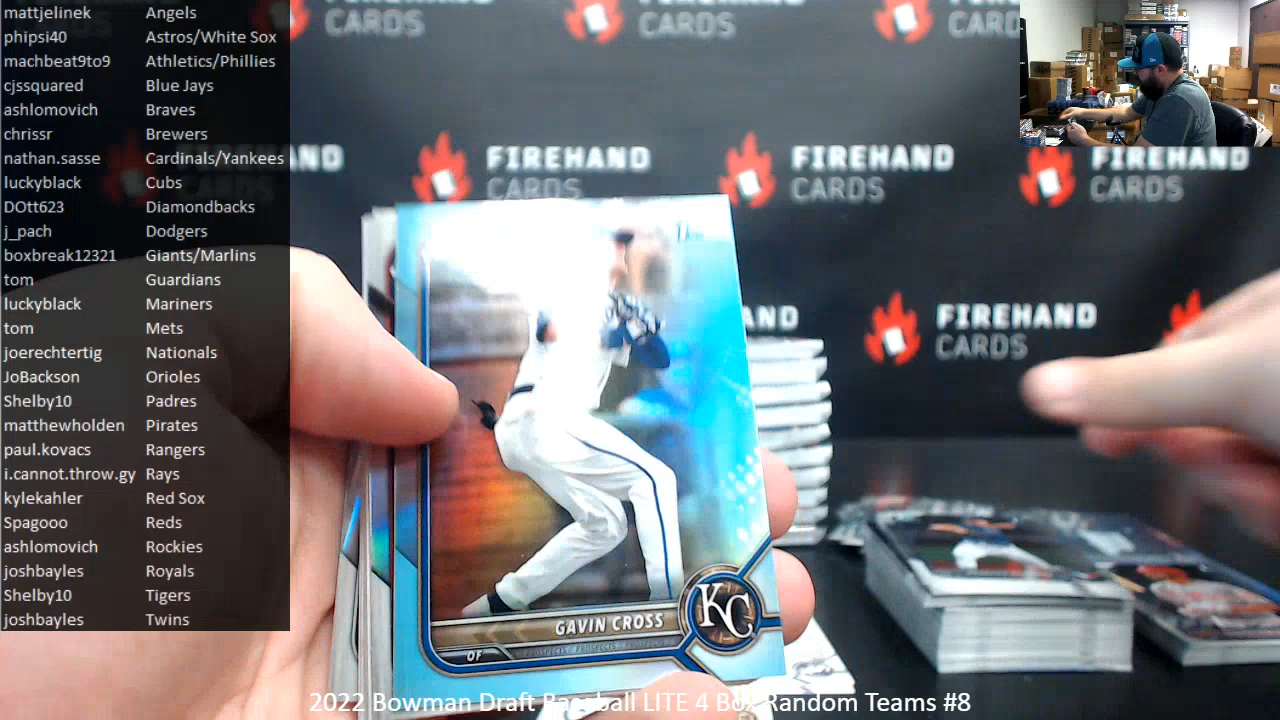 mattjelinek Angels
phipsi40 Astros/White Sox
machbeat9to9 Athletics/Phillies
cjssquared Blue Jays
ashlomovich Braves
chrissr Brewers
nathan.sasse Cardinals/Yankees
luckyblack Cubs
DOtt623 Diamondbacks
j_pach Dodgers
boxbreak12321 Giants/Marlins
tom Guardians
luckyblack Mariners
tom Mets
joerechtertig Nationals
JoBackson Orioles
Shelby10 Padres
matthewholden Pirates
paul.kovacs Rangers
i.cannot.throw.gy Rays
kylekahler Red Sox
Spagooo Reds
ashlomovich Rockies
joshbayles Royals
Shelby10 Tigers
joshbayles Twins
CARDS
CARDS
FIREHAND
CARDS
FIREHAND
CARDS
FIREHAND
CARDS
FIREHAND
CARDS
GAVIN CROSS
OF
KC
2022 Bowman Draft Baseball LITE 4 Box Random Teams #8